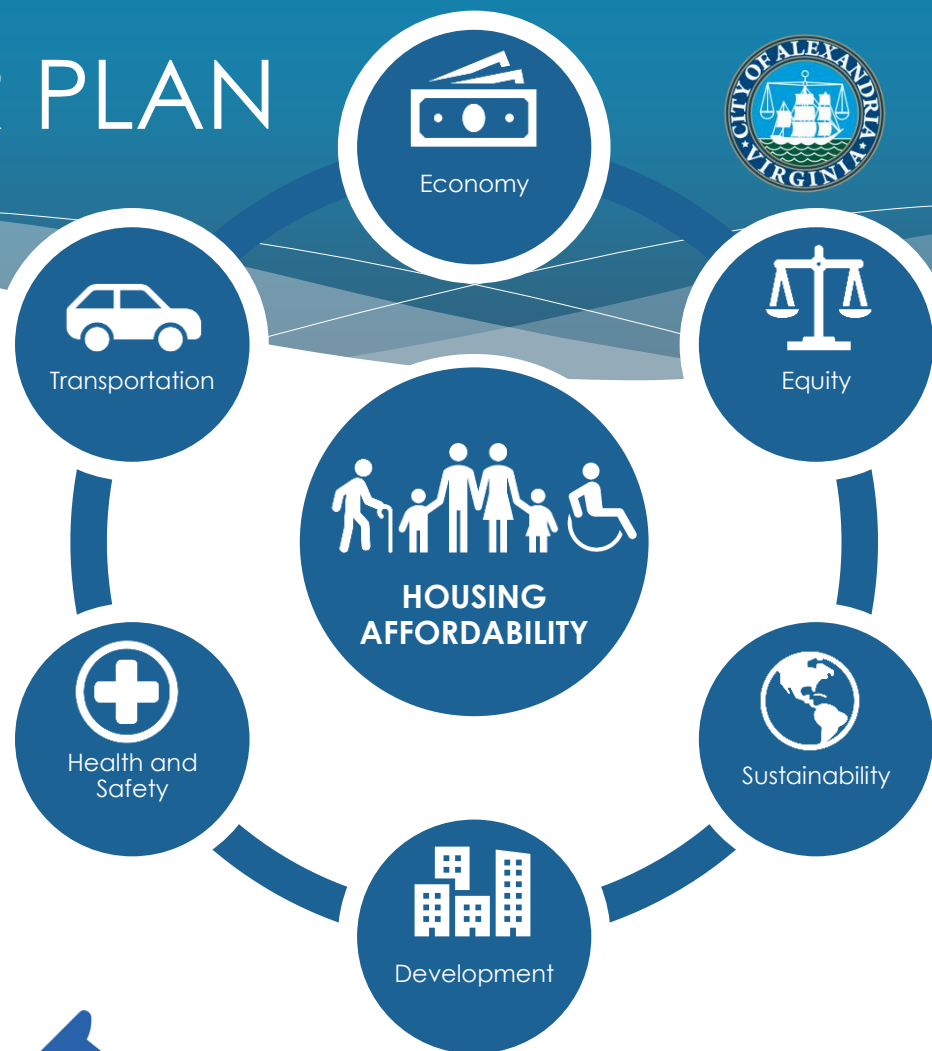 PLAN
CITY OF ALEXANDRIA
VIRGINIA
Economy
Transportation
Equity
HOUSING
AFFORDABILITY
Health and
Safety
Sustainability
Development